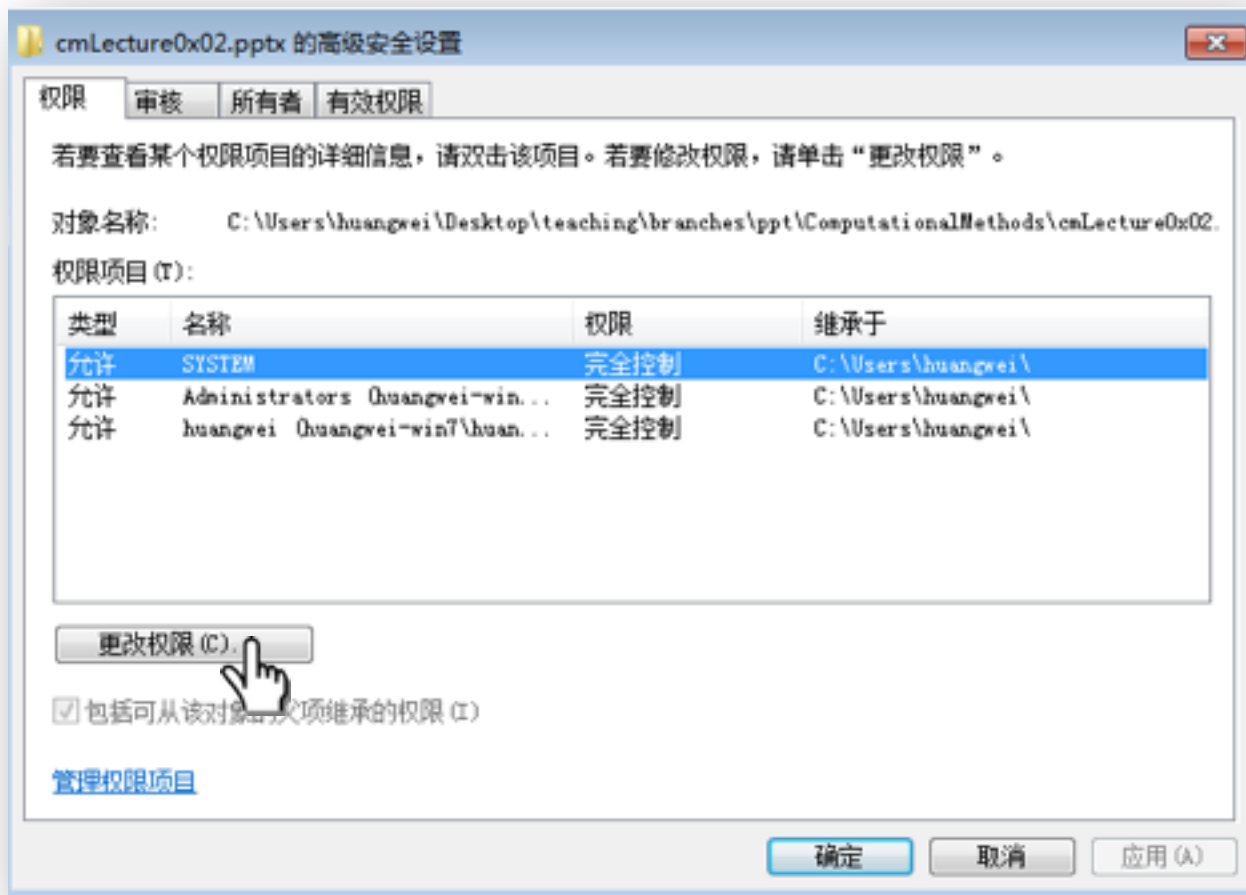 cmLecture0x02.pptx 的高级安全设置
权限 审核 所有者 有效权限
若要查看某个权限项目的详细信息，请双击该项目。若要修改权限，请单击“更改权限”。
对象名称: C:\Users\huangwei\Desktop\teaching\branches\ppt\ComputationalMethods\cmLecture0x02.
权限项目(T):
类型 名称 权限 继承于
允许 SYSTEM 完全控制 C:\Users\huangwei\
允许 Administrators (huangwei-win... 完全控制 C:\Users\huangwei\
允许 huangwei (huangwei-win7\huan... 完全控制 C:\Users\huangwei\
更改权限(C).
包括可从该对象的父项继承的权限(I)
管理权限项目
确定 取消 应用(A)